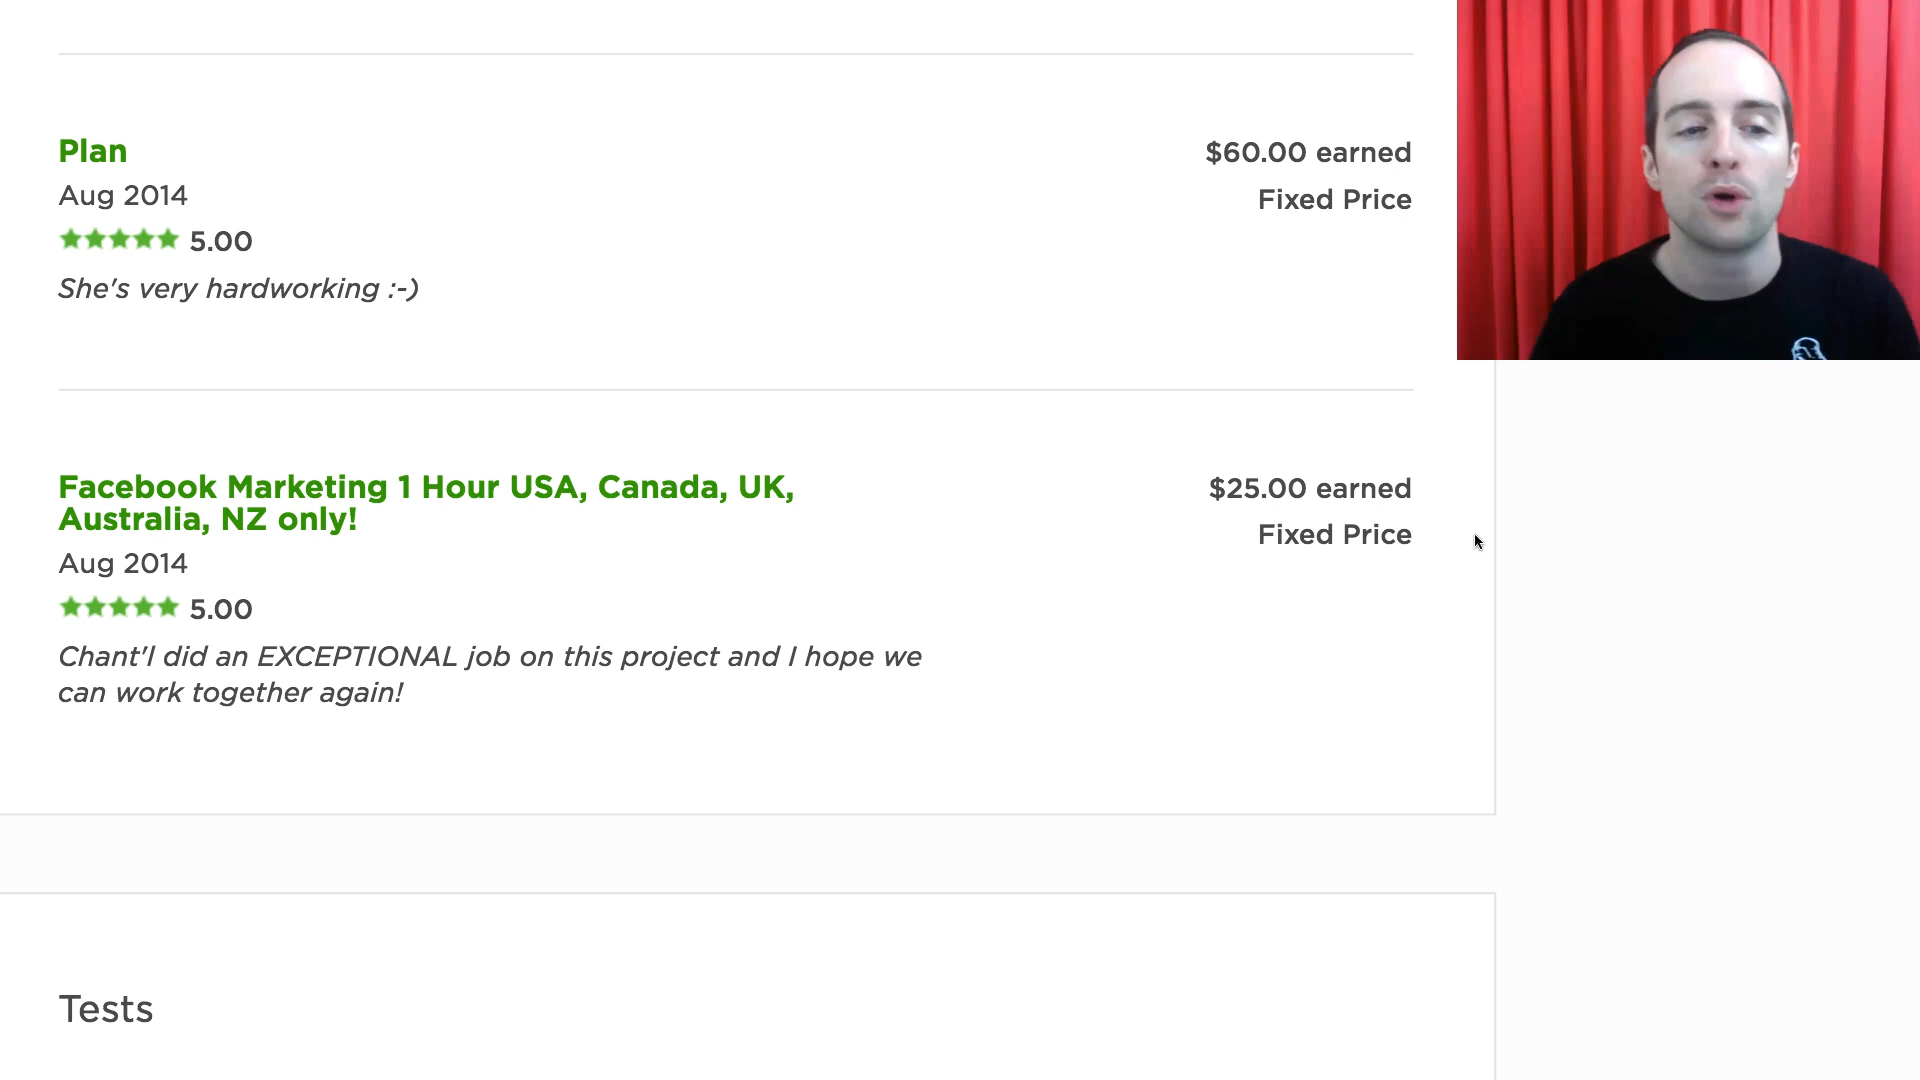 Plan
$60.00 earned
Aug 2014
Fixed Price
5.00
She's very hardworking :-)
Facebook Marketing 1 Hour USA, Canada, UK,
Australia, NZ only!
$25.00 earned
Aug 2014
Fixed Price
5.00
Chant'l did an EXCEPTIONAL job on this project and I hope we
can work together again!
Tests